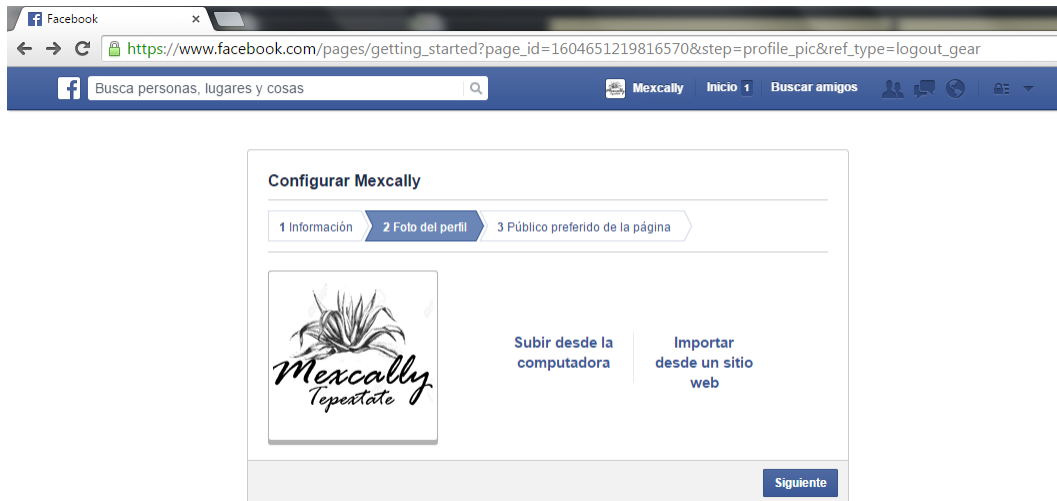 Facebook
https://www.facebook.com/pages/getting_started?page_id=1604651219816570&step=profile_pic&ref_type=logout_gear
Busca personas, lugares y cosas
Mexcally Inicio 1 Buscar amigos
Configurar Mexcally
1 Información 2 Foto del perfil 3 Público preferido de la página
Mexcally
Tepextate
Subir desde la
computadora
Importar
desde un sitio
web
Siguiente